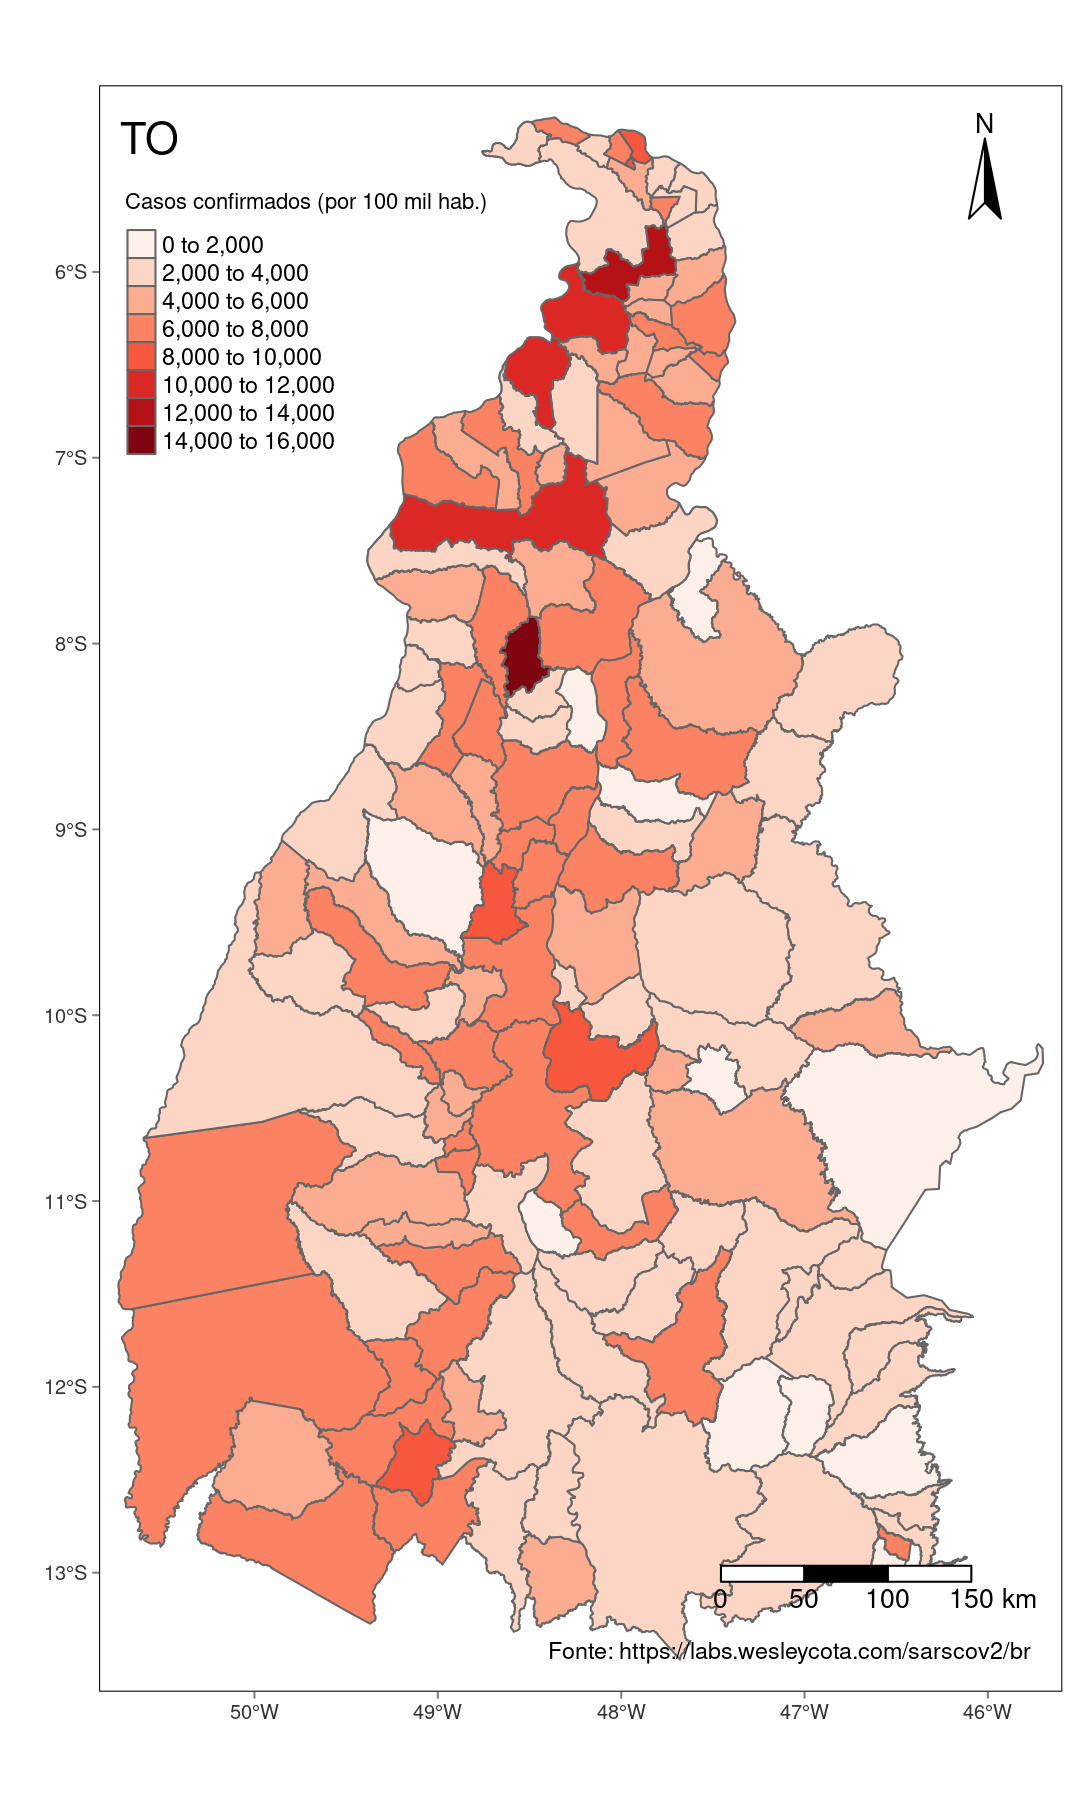 TO
N
Casos confirmados (por 100 mil hab.)
0 to 2,000
2,000 to 4,000
4,000 to 6,000
6,000 to 8,000
8,000 to 10,000
10,000 to 12,000
12,000 to 14,000
14,000 to 16,000
6°S
7°S
8°S
9°S
10°S
11°S
12°S
13°S
0 50 100 150 km
Fonte: https://labs.wesleycota.com/sarscov2/br
50°W 49°W 48°W 47°W 46°W